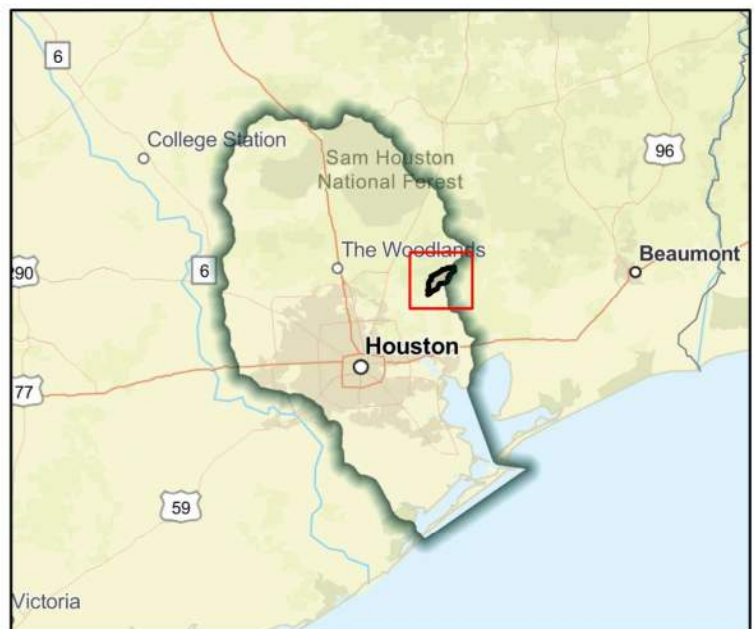 6
College Station
Sam Houston
National Forest
96
The Woodlands
290
6
Beaumont
Houston
77
59
Victoria